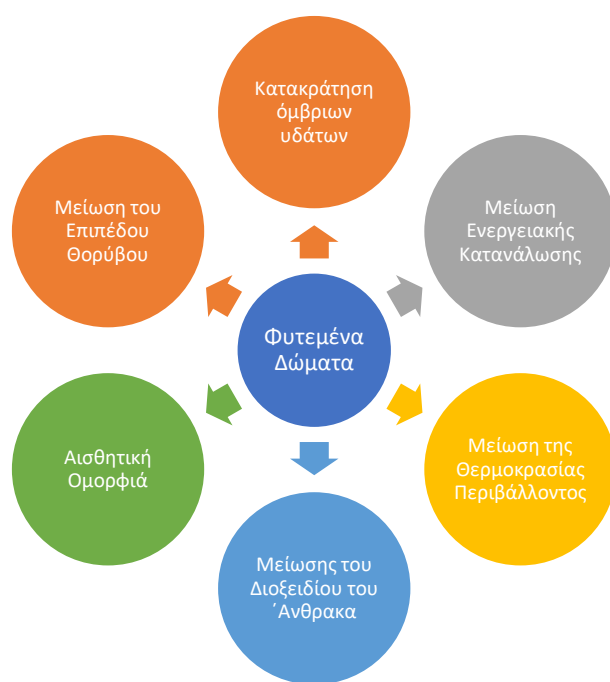 Κατακράτηση
όμβριων
υδάτων
Μείωση
Ενεργειακής
Κατανάλωσης
Μείωση της
Θερμοκρασίας
Περιβάλλοντος
Μείωσης του
Διοξειδίου του
΄Ανθρακα
Αισθητική
Ομορφιά
Μείωση του
Επιπέδου
Θορύβου
Φυτεμένα
Δώματα